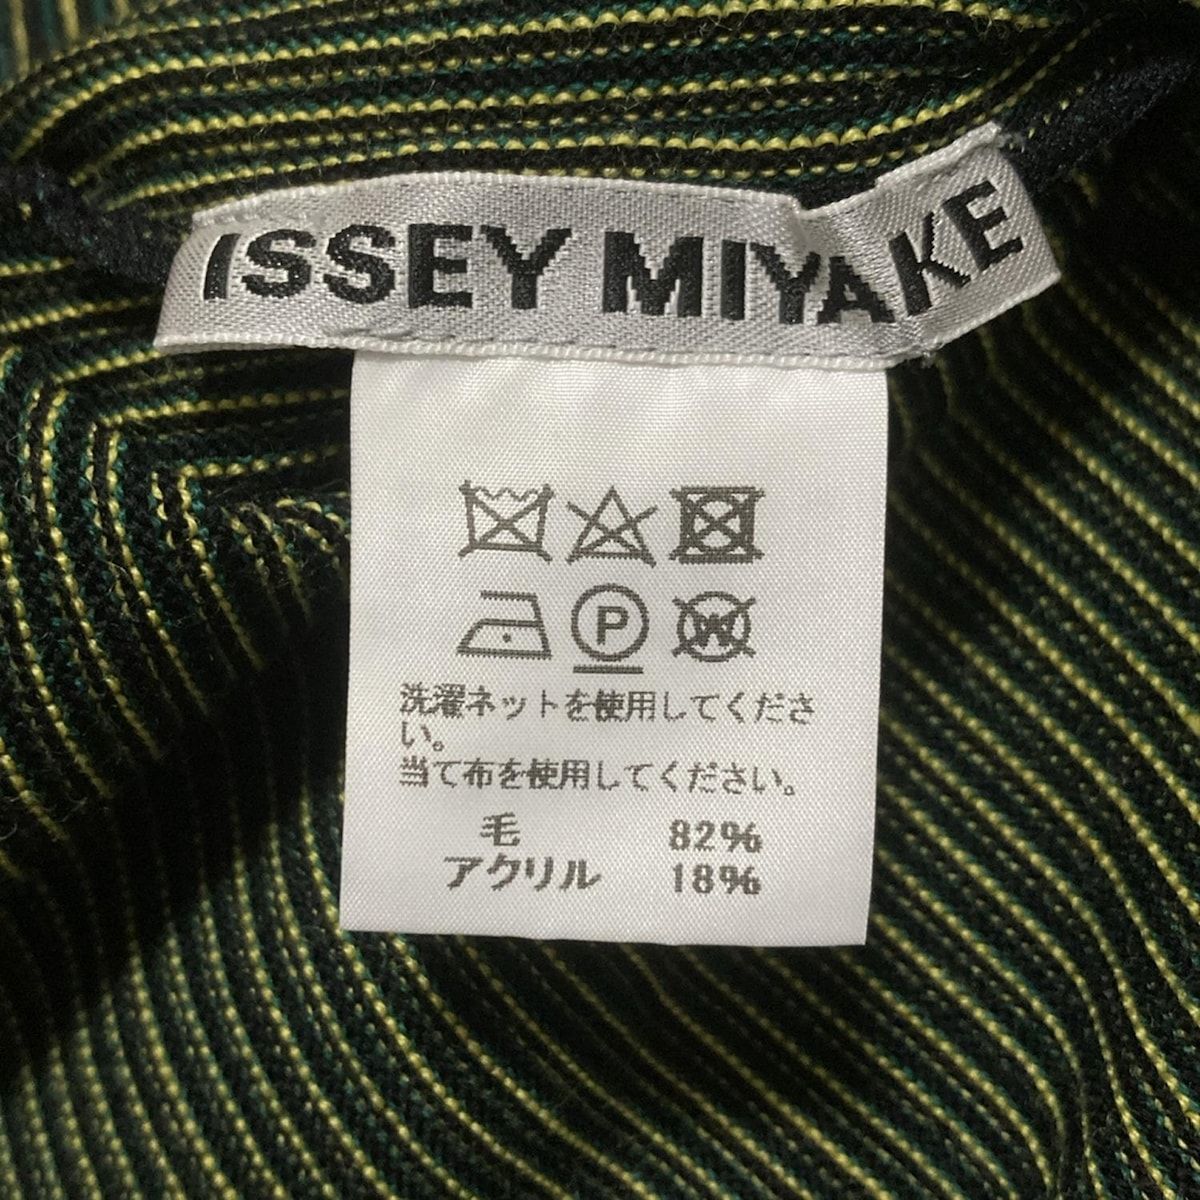 ISSEY MIYAKE
P W
洗濯ネットを使用してくださ
い。
当て布を使用してください。
毛 82%
アクリル 18%